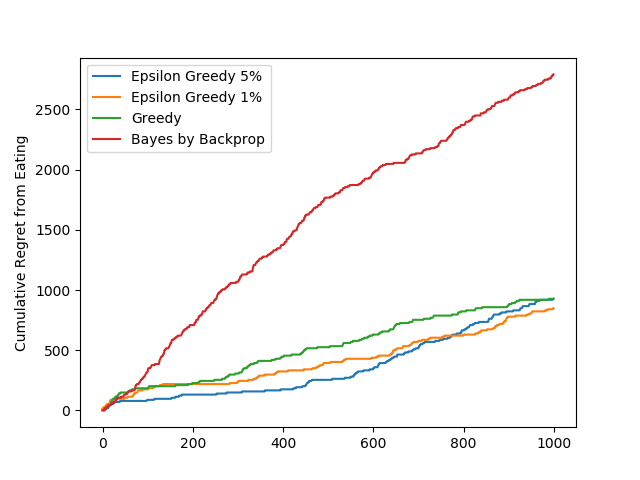 Epsilon Greedy 5%
Epsilon Greedy 1%
Greedy
Bayes by Backprop
Cumulative Regret from Eating
2500
2000
1500
1000
500
0
0 200 400 600 800 1000